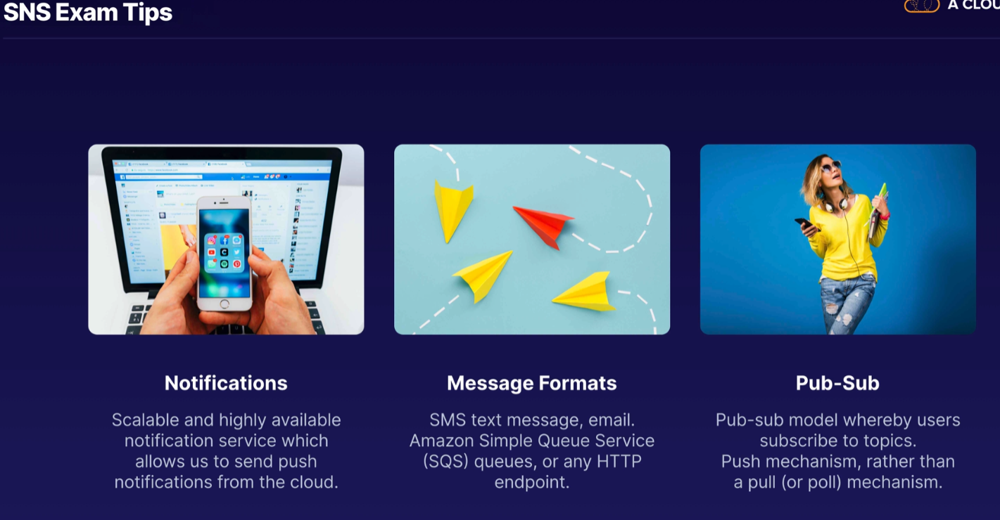 SNS Exam Tips
A CLOU
Notifications
Scalable and highly available
notification service which
allows us to send push
notifications from the cloud.
Message Formats
SMS text message, email.
Amazon Simple Queue Service
(SQS) queues, or any HTTP
endpoint.
Pub-Sub
Pub-sub model whereby users
subscribe to topics.
Push mechanism, rather than
a pull (or poll) mechanism.